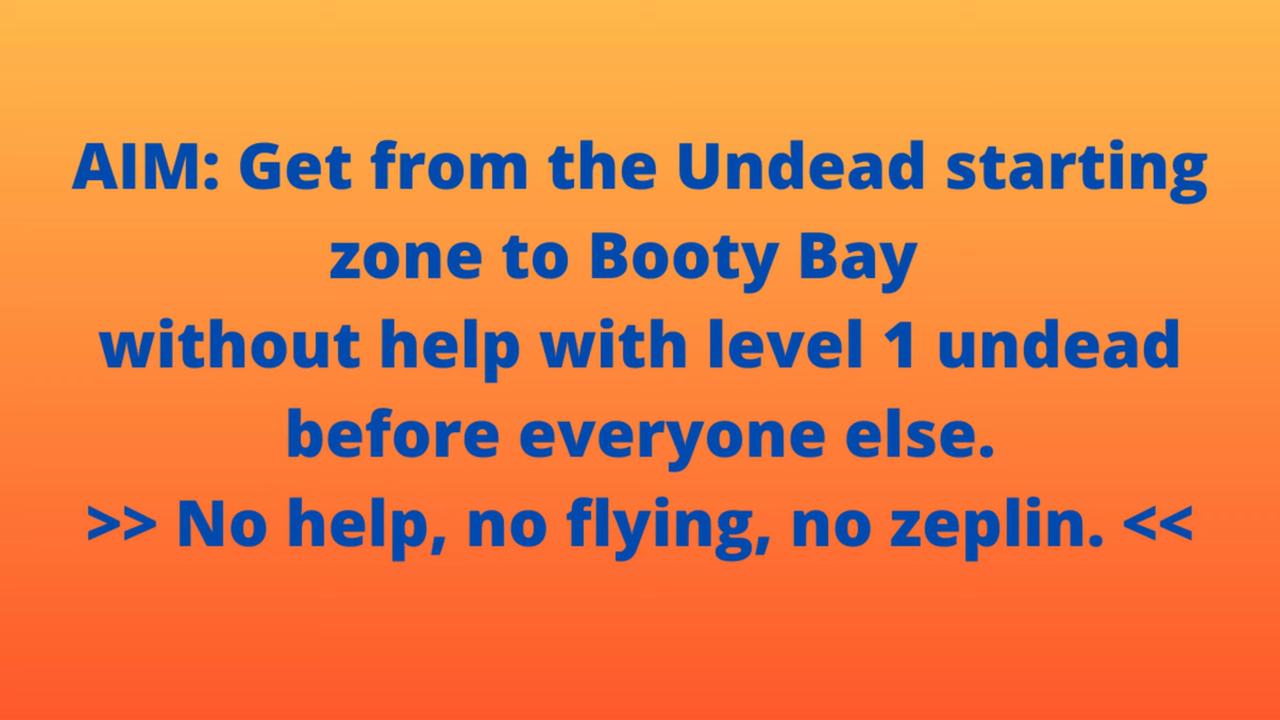 AIM: Get from the Undead starting
zone to Booty Bay
without help with level 1 undead
before everyone else.
>> No help, no flying, no zeplin. <<